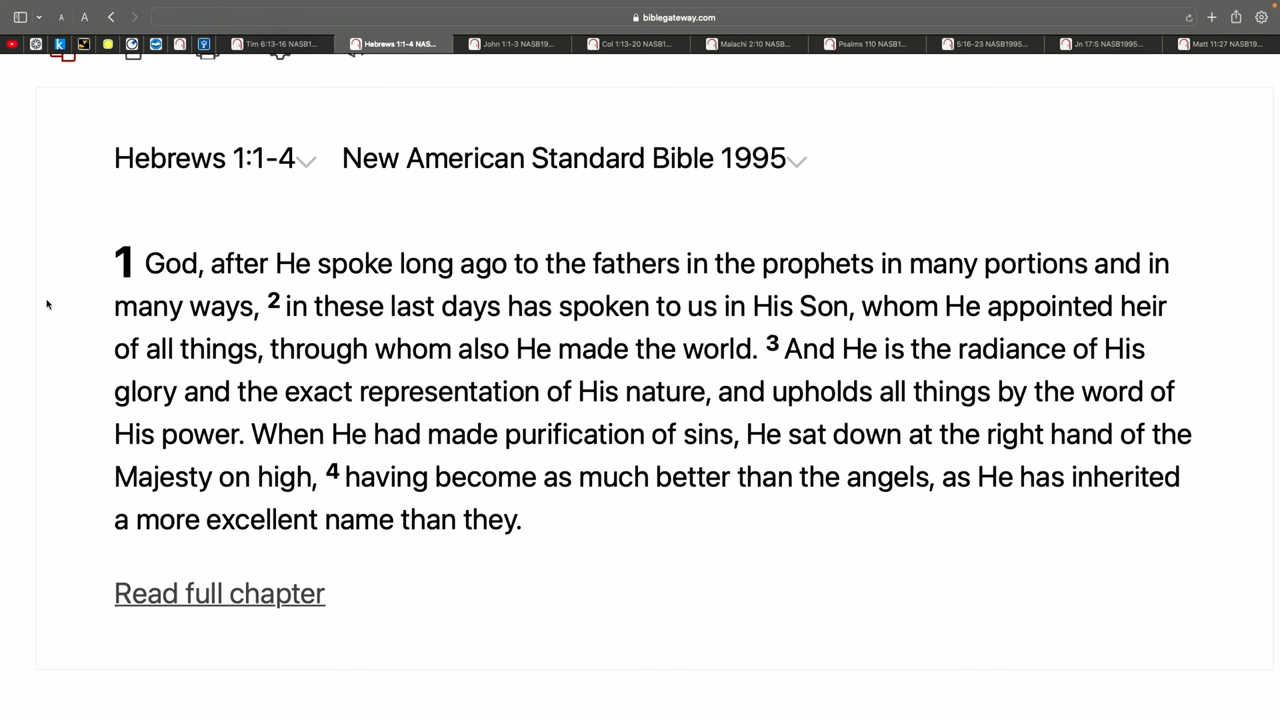 biblegateway.com
Tim 6:13-16 NASB1...
Hebrews 1:1-4 NAS...
John 1:1-3 NASB19...
Col 1:13-20 NASB1...
Malachi 2:10 NASB...
Psalms 110 NASB1...
5:16-23 NASB1995...
Jn 17:5 NASB1995...
Matt 11:27 NASB19...
Hebrews 1:1-4 New American Standard Bible 1995
1 God, after He spoke long ago to the fathers in the prophets in many portions and in
many ways, 2 in these last days has spoken to us in His Son, whom He appointed heir
of all things, through whom also He made the world. 3 And He is the radiance of His
glory and the exact representation of His nature, and upholds all things by the word of
His power. When He had made purification of sins, He sat down at the right hand of the
Majesty on high, 4 having become as much better than the angels, as He has inherited
a more excellent name than they.
Read full chapter